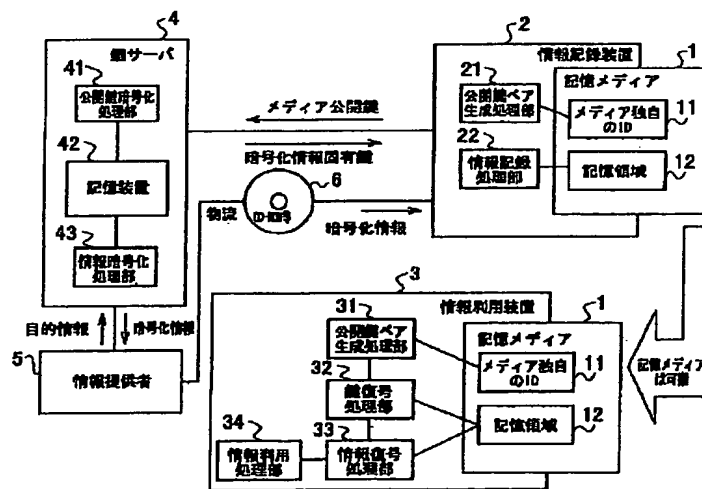 4
鍵サーバ
41
公開鍵暗号化
処理部
42
記憶装置
43
情報暗号化
処理部
目的情報
暗号化情報
5
情報提供者
メディア公開鍵
暗号化情報固有鍵
6
物流
CD-ROM等
暗号化情報
2
情報記録装置
21
公開鍵ペア
生成処理部
22
情報記録
処理部
1
記憶メディア
メディア独自
のID
11
記憶領域
12
3
情報利用装置
31
公開鍵ペア
生成処理部
32
鍵復号
処理部
33
情報復号
処理部
34
情報利用
処理部
1
記憶メディア
メディア独自
のID
11
記憶領域
12
記憶メディア
は可搬